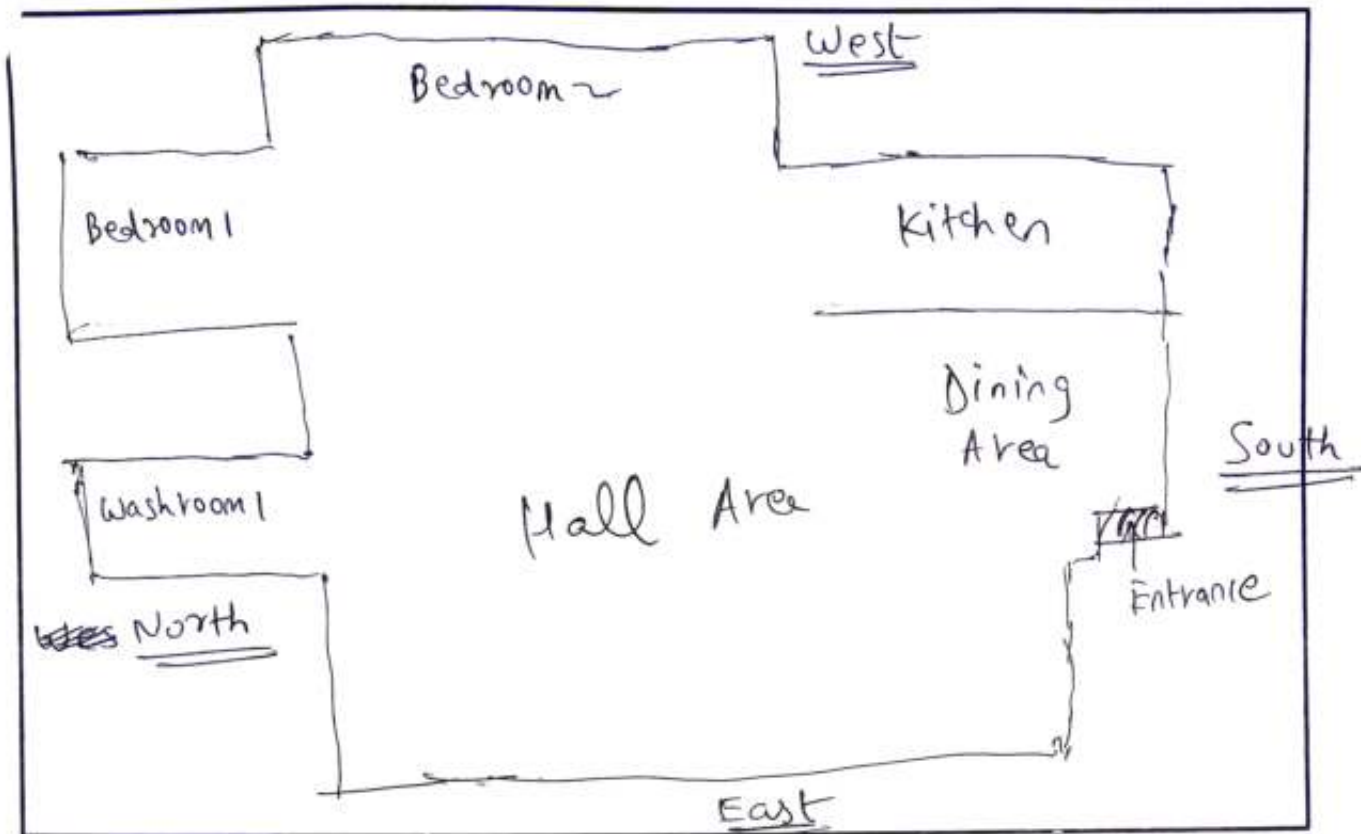 West
Bedroom 2
Bedroom 1
Kitchen
Dining
Area
South
Washroom 1
Hall Area
Entrance
North
East